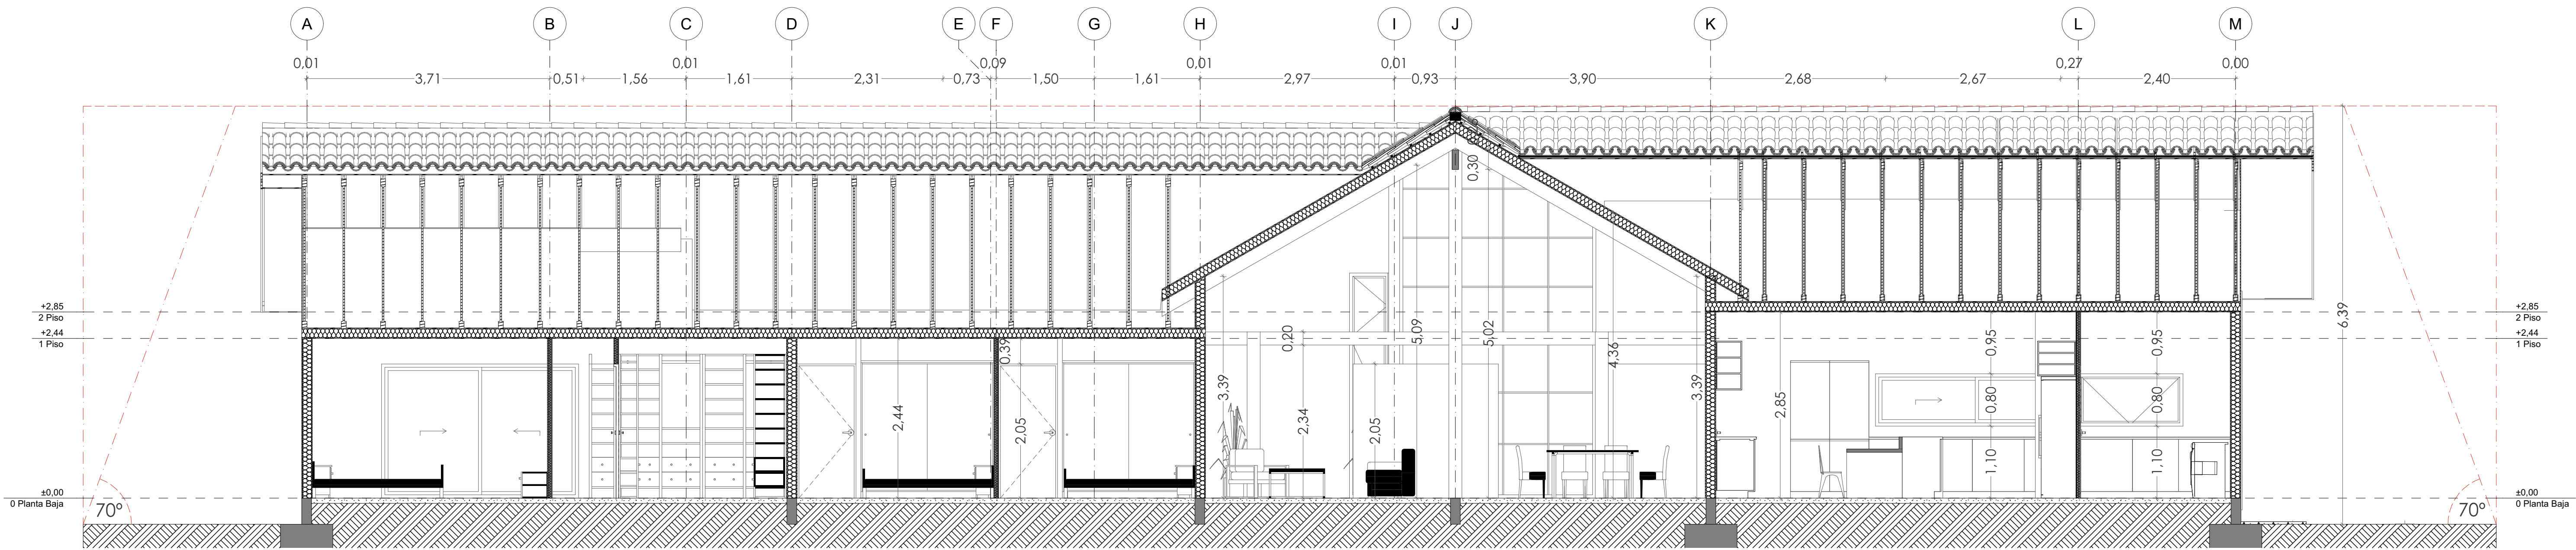 A B C D E F G H I J K L M
0,01 0,01 0,09 0,01 0,01 0,27 0,00
3,71 0,51 1,56 1,61 2,31 0,73 1,50 1,61 2,97 0,93 3,90 2,68 2,67 2,40
0,30
+2,85
2 Piso
+2,44
1 Piso
±0,00
0 Planta Baja
70º
2,44
0,39
2,05
3,39
0,20
2,34
2,05
5,09
5,02
4,36
3,39
2,85
0,95
0,80
1,10
0,95
0,80
1,10
6,39
+2,85
2 Piso
+2,44
1 Piso
±0,00
0 Planta Baja
70º